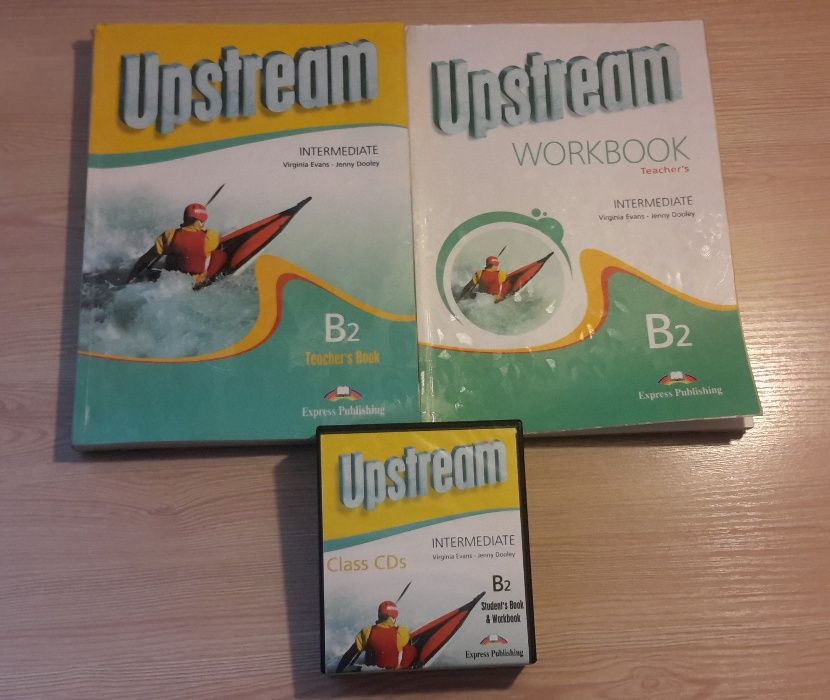 Upstream
INTERMEDIATE
Virginia Evans - Jenny Dooley
B2
Teacher's Book
Express Publishing
Upstream
WORKBOOK
Teacher's
INTERMEDIATE
Virginia Evans - Jenny Dooley
B2
Express Publishing
Upstream
INTERMEDIATE
Virginia Evans - Jenny Dooley
Class CDs
B2
Student's Book
& Workbook
Express Publishing